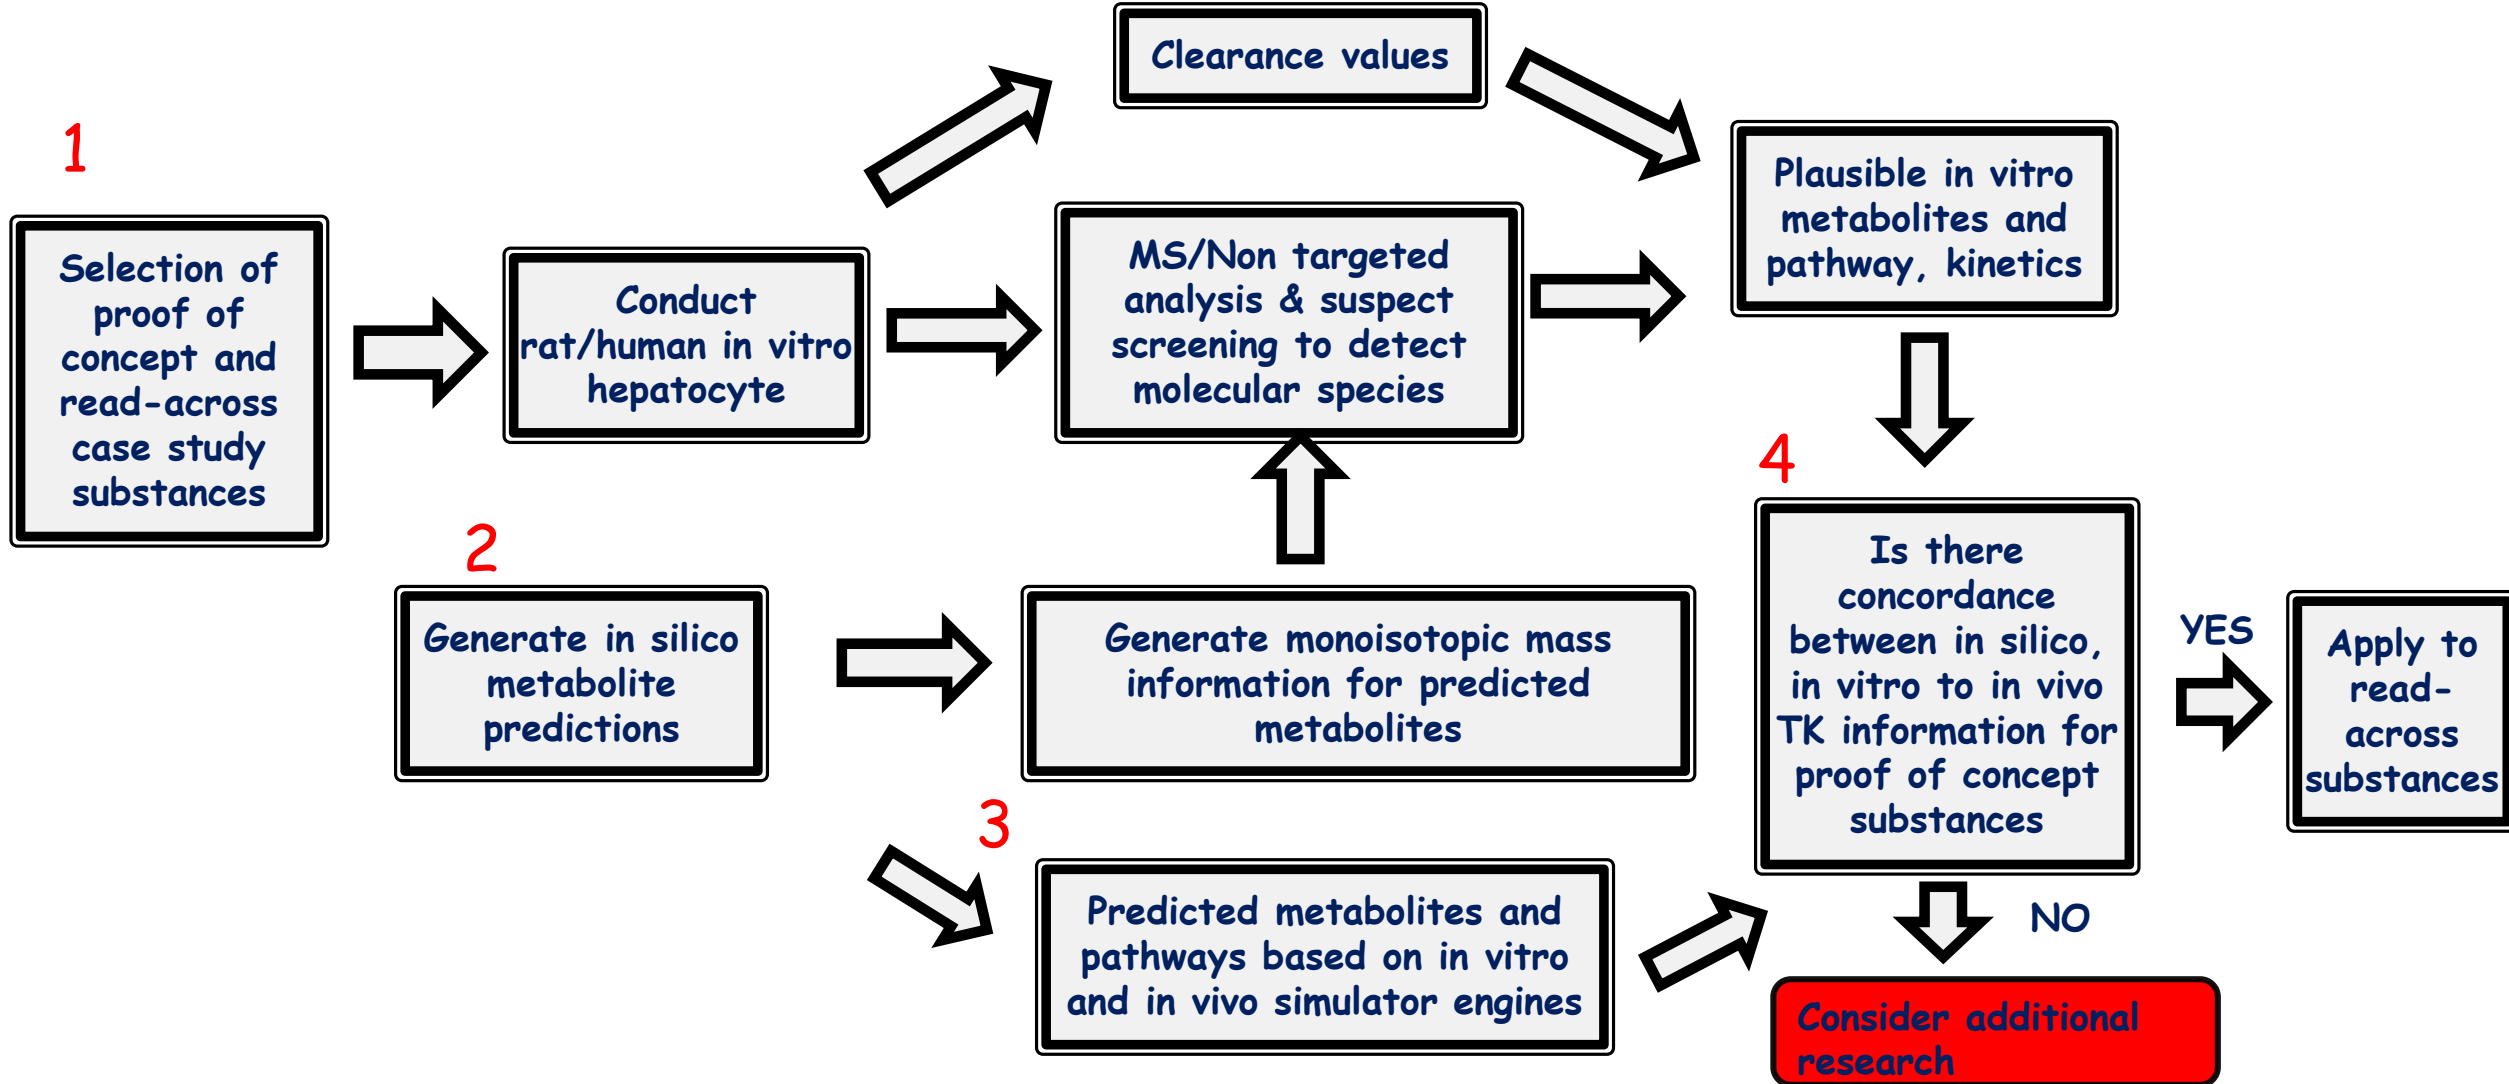 1
Selection of
proof of
concept and
read-across
case study
substances
Conduct
rat/human in vitro
hepatocyte
Clearance values
MS/Non targeted
analysis & suspect
screening to detect
molecular species
Plausible in vitro
metabolites and
pathway, kinetics
2
Generate in silico
metabolite
predictions
Generate monoisotopic mass
information for predicted
metabolites
3
Predicted metabolites and
pathways based on in vitro
and in vivo simulator engines
4
Is there
concordance
between in silico,
in vitro to in vivo
TK information for
proof of concept
substances
YES
Apply to
read-
across
substances
NO
Consider additional
research